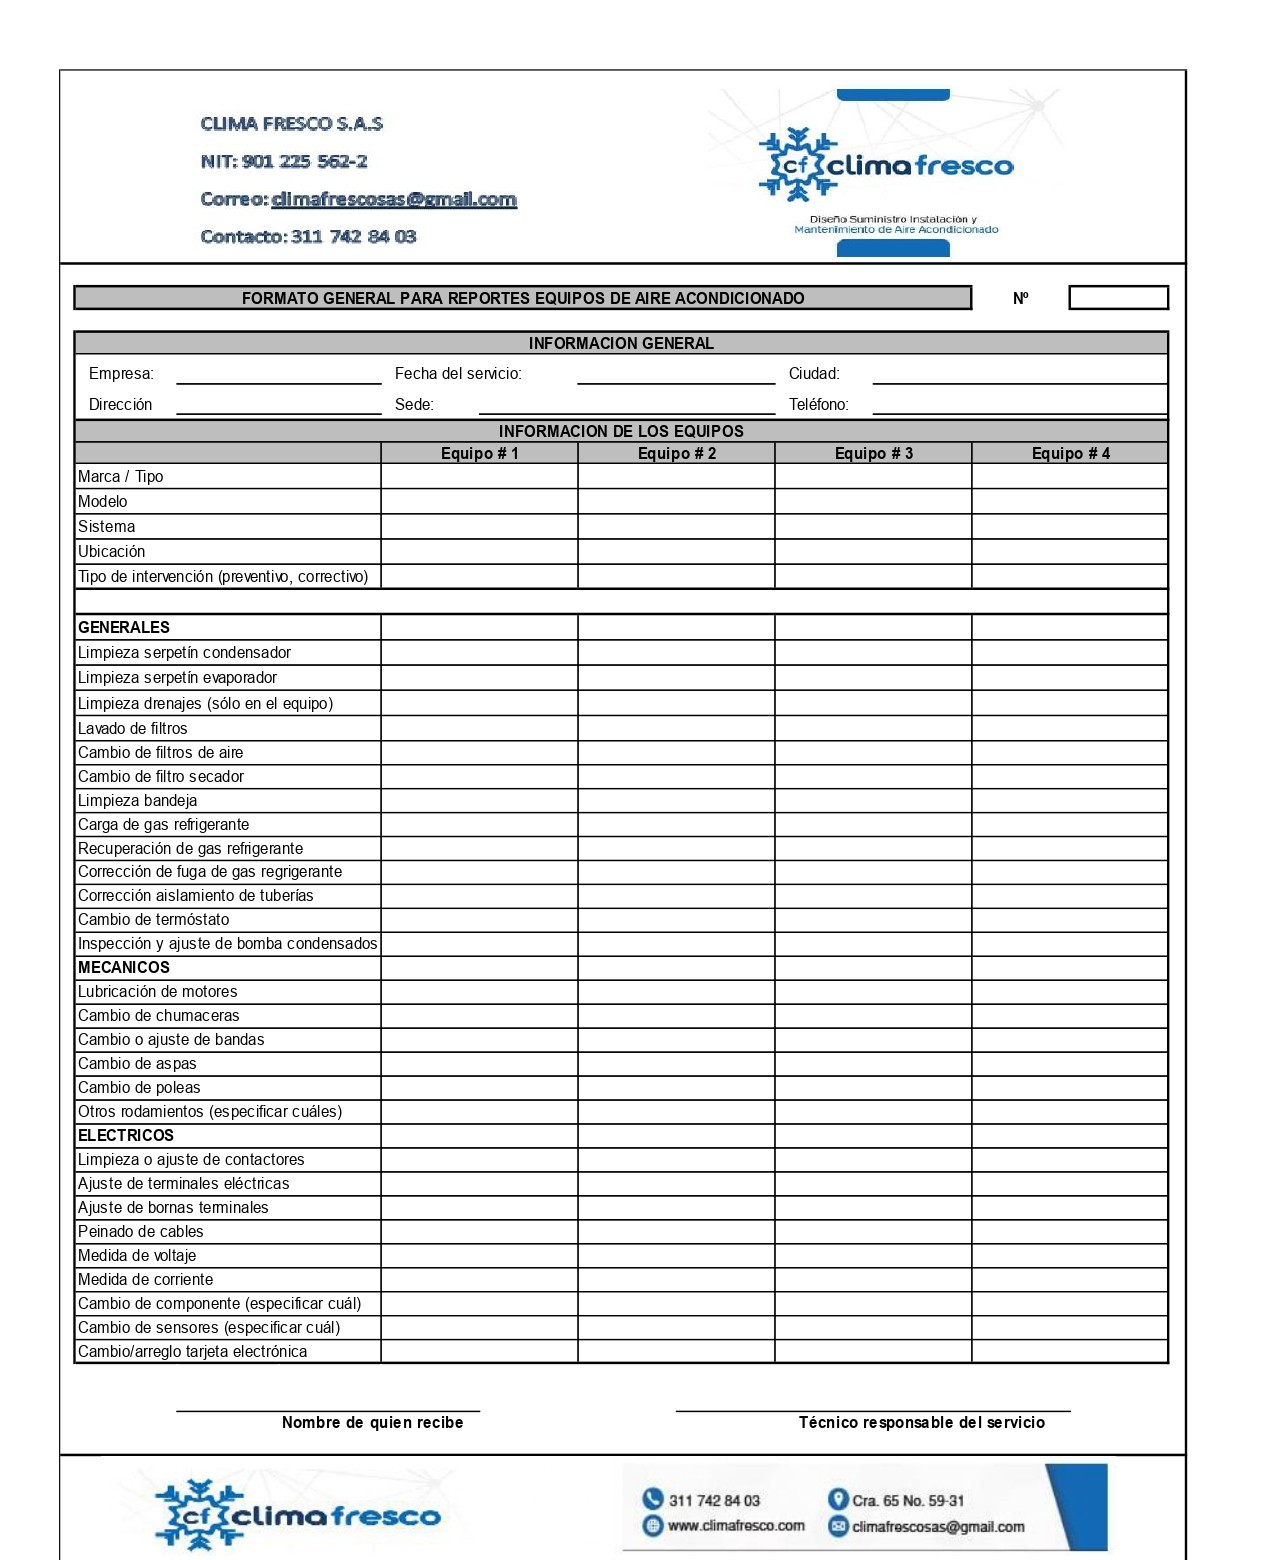 CLIMA FRESCO S.A.S
NIT: 901 225 562-2
Correo: climafrescosas@gmail.com
Contacto: 311 742 84 03
cf climafresco
Diseño Suministro Instalación y
Mantenimiento de Aire Acondicionado
FORMATO GENERAL PARA REPORTES EQUIPOS DE AIRE ACONDICIONADO Nº
INFORMACION GENERAL
Empresa: Fecha del servicio: Ciudad:
Dirección Sede: Teléfono:
INFORMACION DE LOS EQUIPOS
Equipo # 1 Equipo # 2 Equipo # 3 Equipo # 4
Marca / Tipo
Modelo
Sistema
Ubicación
Tipo de intervención (preventivo, correctivo)
GENERALES
Limpieza serpetín condensador
Limpieza serpetín evaporador
Limpieza drenajes (sólo en el equipo)
Lavado de filtros
Cambio de filtros de aire
Cambio de filtro secador
Limpieza bandeja
Carga de gas refrigerante
Recuperación de gas refrigerante
Corrección de fuga de gas regrigerante
Corrección aislamiento de tuberías
Cambio de termóstato
Inspección y ajuste de bomba condensados
MECANICOS
Lubricación de motores
Cambio de chumaceras
Cambio o ajuste de bandas
Cambio de aspas
Cambio de poleas
Otros rodamientos (especificar cuáles)
ELECTRICOS
Limpieza o ajuste de contactores
Ajuste de terminales eléctricas
Ajuste de bornas terminales
Peinado de cables
Medida de voltaje
Medida de corriente
Cambio de componente (especificar cuál)
Cambio de sensores (especificar cuál)
Cambio/arreglo tarjeta electrónica
Nombre de quien recibe Técnico responsable del servicio
cf climafresco
311 742 84 03 Cra. 65 No. 59-31
www.climafresco.com climafrescosas@gmail.com